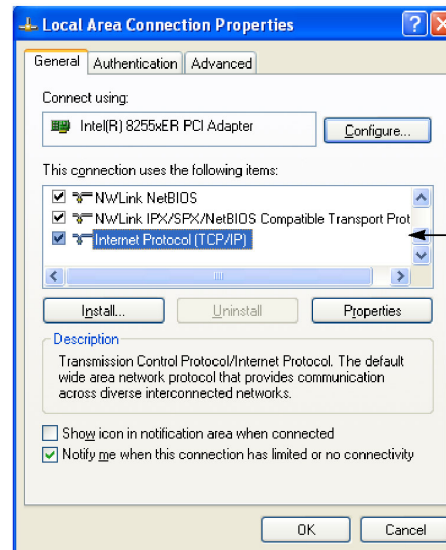 Local Area Connection Properties
General Authentication Advanced
Connect using:
Intel(R) 8255xER PCI Adapter
Configure...
This connection uses the following items:
NWLink NetBIOS
NWLink IPX/SPX/NetBIOS Compatible Transport Prot
Internet Protocol (TCP/IP)
Install... Uninstall Properties
Description
Transmission Control Protocol/Internet Protocol. The default
wide area network protocol that provides communication
across diverse interconnected networks.
Show icon in notification area when connected
Notify me when this connection has limited or no connectivity
OK Cancel